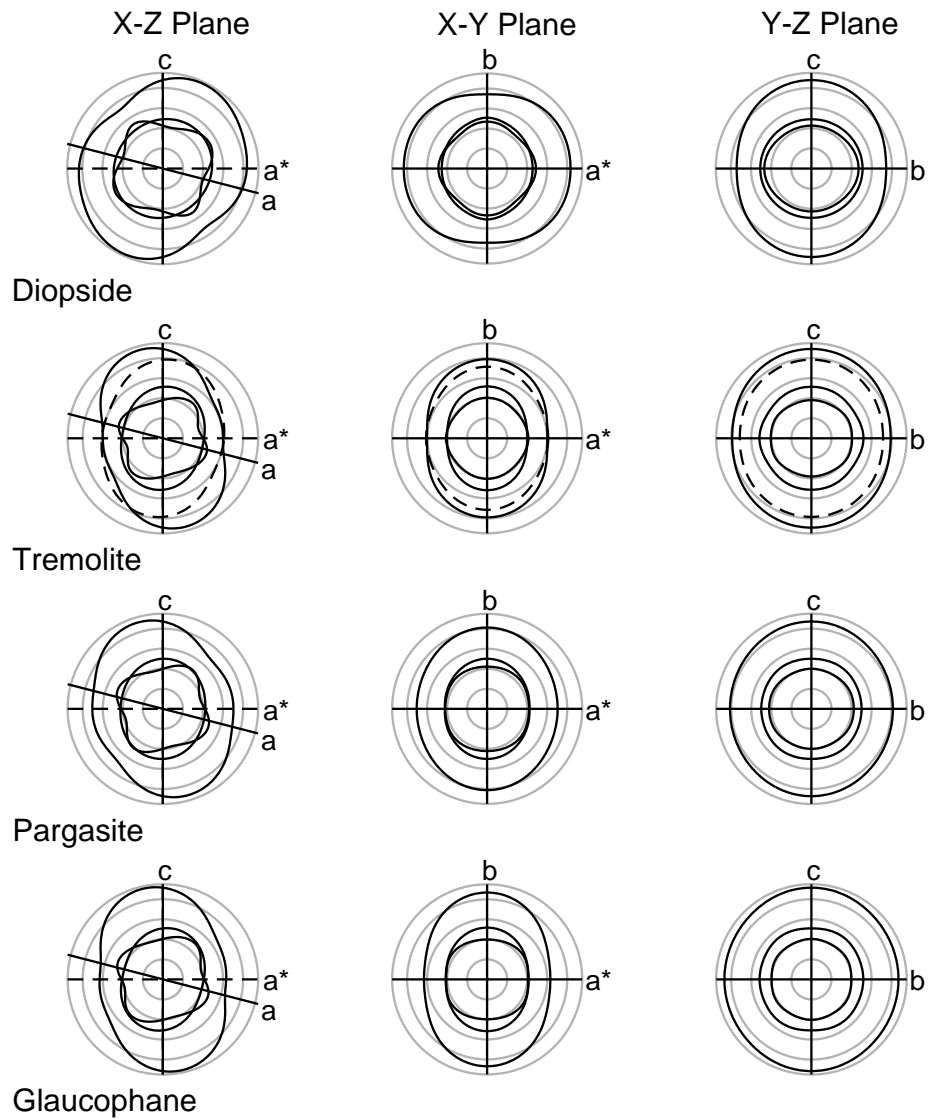 X-Z Plane X-Y Plane Y-Z Plane
c b c
a* a* b
a
Diopside
c b c
a* a* b
a
Tremolite
c b c
a* a* b
a
Pargasite
c b c
a* a* b
a
Glaucophane